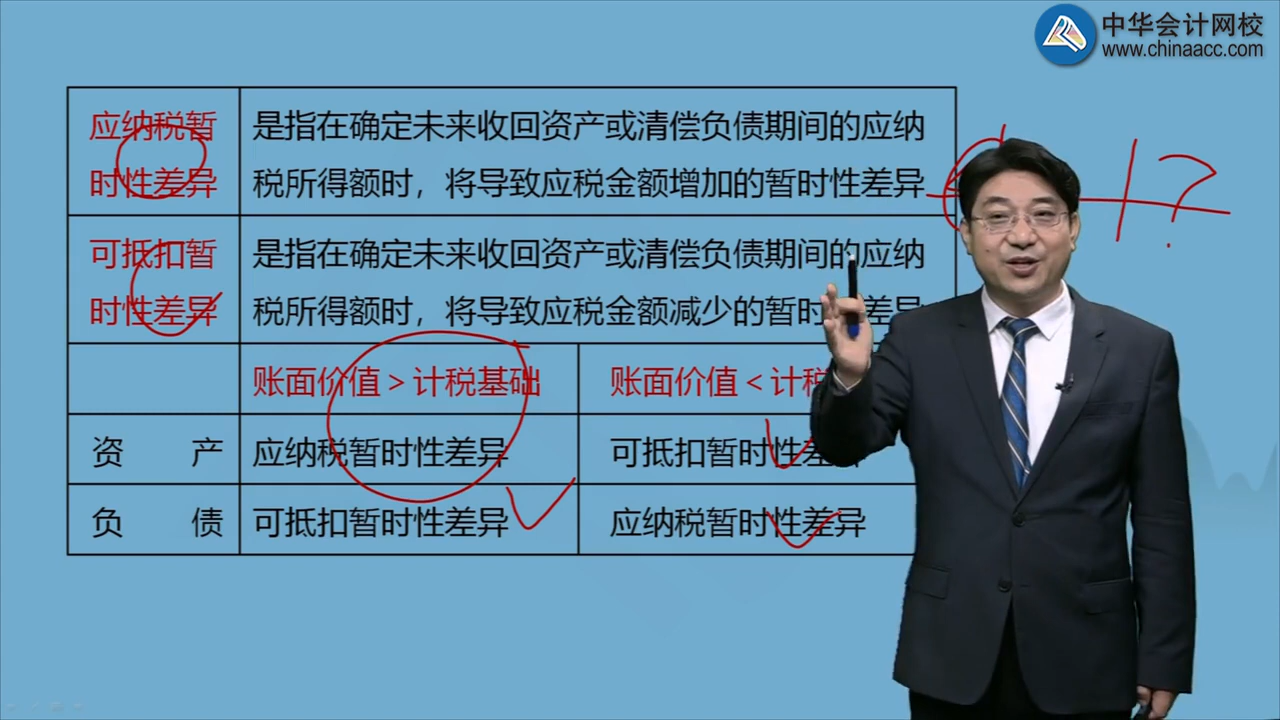 中华会计网校
www.chinaacc.com
应纳税暂
时性差异
是指在确定未来收回资产或清偿负债期间的应纳
税所得额时，将导致应税金额增加的暂时性差异
可抵扣暂
时性差异
是指在确定未来收回资产或清偿负债期间的应纳
税所得额时，将导致应税金额减少的暂时 差异
账面价值＞计税基础
账面价值＜计税
资 产
应纳税暂时性差异
可抵扣暂时性差异
负 债
可抵扣暂时性差异
应纳税暂时性差异
?